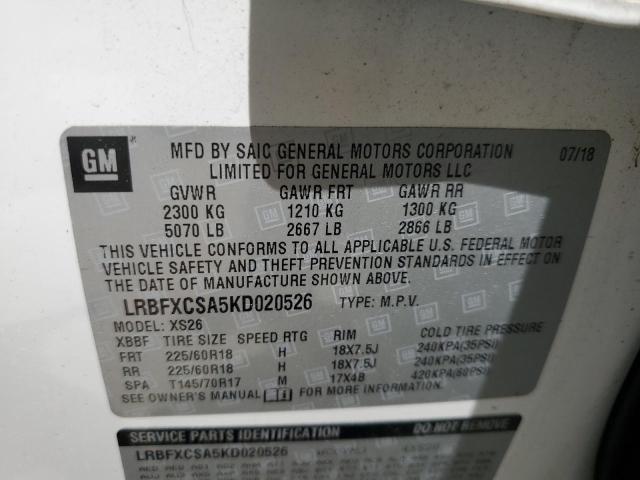 GM
MFD BY SAIC GENERAL MOTORS CORPORATION 07/18
LIMITED FOR GENERAL MOTORS LLC
GVWR GAWR FRT GAWR RR
2300 KG 1210 KG 1300 KG
5070 LB 2667 LB 2866 LB
THIS VEHICLE CONFORMS TO ALL APPLICABLE U.S. FEDERAL MOTOR
VEHICLE SAFETY AND THEFT PREVENTION STANDARDS IN EFFECT ON
THE DATE OF MANUFACTURE SHOWN ABOVE.
LRBFXCSA5KD020526 TYPE: M.P.V.
MODEL: XS26
XBBF TIRE SIZE SPEED RTG RIM COLD TIRE PRESSURE
FRT 225/60R18 H 18X7.5J 240KPA(35PSI)
RR 225/60R18 H 18X7.5J 240KPA(35PSI)
SPA T145/70R17 M 17X4B 420KPA(60PSI)
SEE OWNER'S MANUAL FOR MORE INFORMATION.
SERVICE PARTS IDENTIFICATION DO NOT REMOVE
LRBFXCSA5KD020526